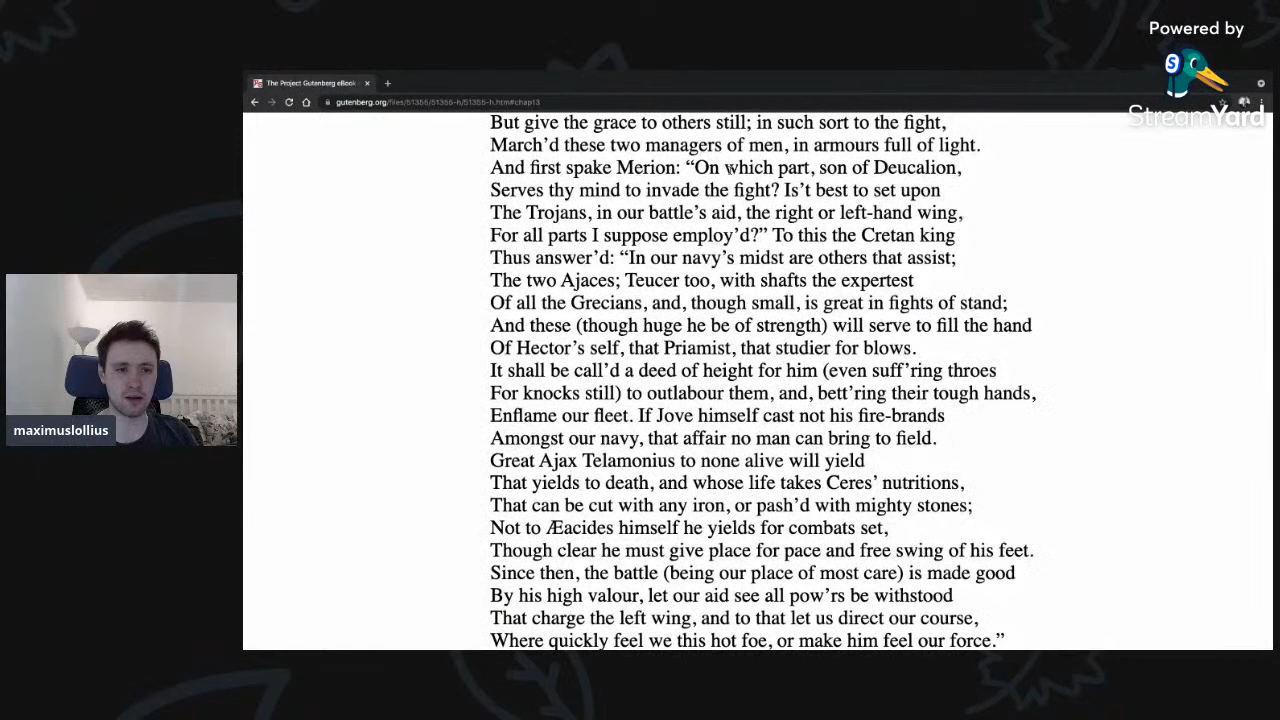 Powered by
StreamYard
The Project Gutenberg eBook
gutenberg.org/files/51355/51355-h/51355-h.htm#chap13
But give the grace to others still; in such sort to the fight,
March’d these two managers of men, in armours full of light.
And first spake Merion: “On which part, son of Deucalion,
Serves thy mind to invade the fight? Is’t best to set upon
The Trojans, in our battle’s aid, the right or left-hand wing,
For all parts I suppose employ’d?” To this the Cretan king
Thus answer’d: “In our navy’s midst are others that assist;
The two Ajaces; Teucer too, with shafts the expertest
Of all the Grecians, and, though small, is great in fights of stand;
And these (though huge he be of strength) will serve to fill the hand
Of Hector’s self, that Priamist, that studier for blows.
It shall be call’d a deed of height for him (even suff’ring throes
For knocks still) to outlabour them, and, bett’ring their tough hands,
Enflame our fleet. If Jove himself cast not his fire-brands
Amongst our navy, that affair no man can bring to field.
Great Ajax Telamonius to none alive will yield
That yields to death, and whose life takes Ceres’ nutritions,
That can be cut with any iron, or pash’d with mighty stones;
Not to Æacides himself he yields for combats set,
Though clear he must give place for pace and free swing of his feet.
Since then, the battle (being our place of most care) is made good
By his high valour, let our aid see all pow’rs be withstood
That charge the left wing, and to that let us direct our course,
Where quickly feel we this hot foe, or make him feel our force.”
maximuslollius